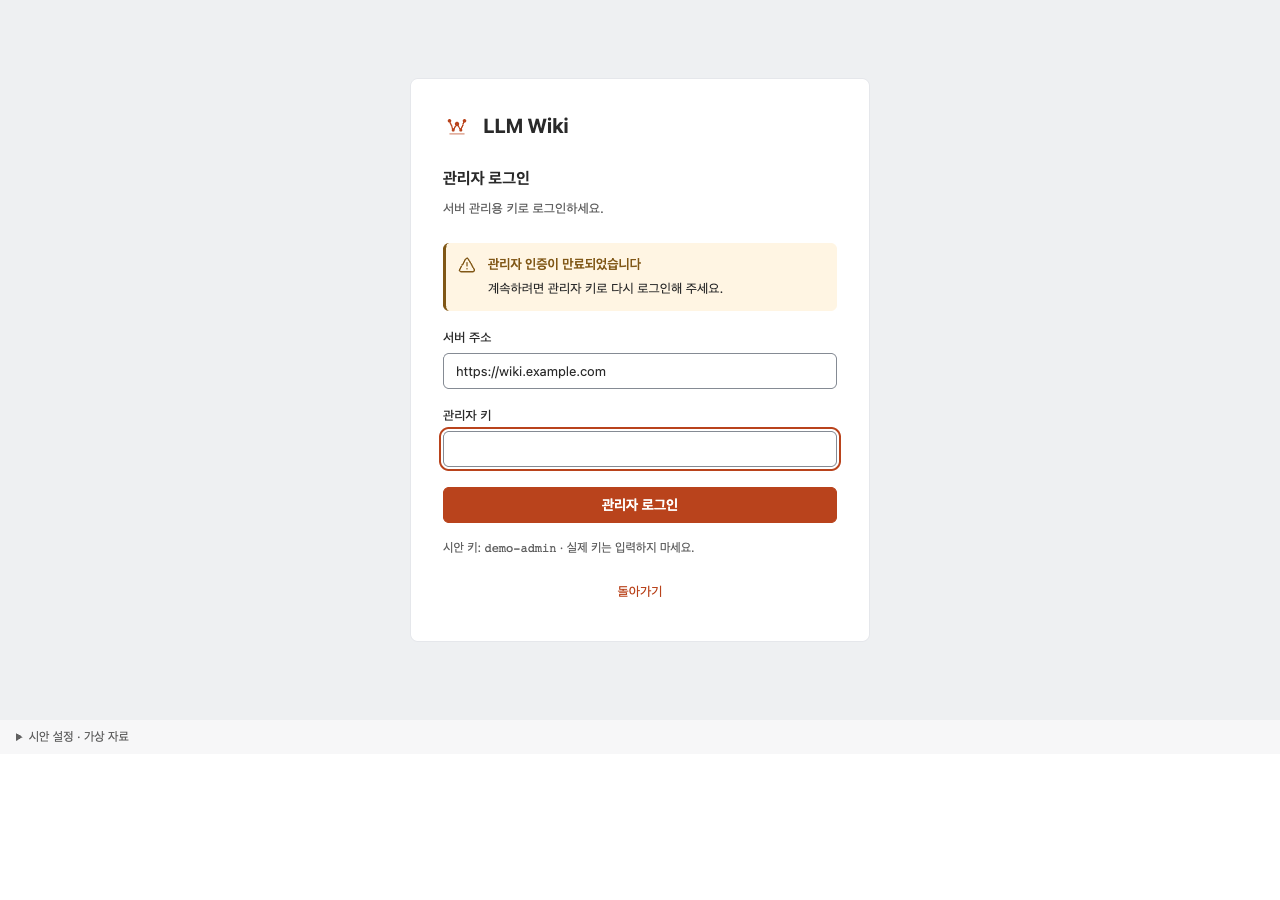 LLM Wiki
관리자 로그인
서버 관리용 키로 로그인하세요.
관리자 인증이 만료되었습니다
계속하려면 관리자 키로 다시 로그인해 주세요.
서버 주소
https://wiki.example.com
관리자 키
관리자 로그인
시안 키: demo-admin · 실제 키는 입력하지 마세요.
돌아가기
시안 설정 · 가상 자료